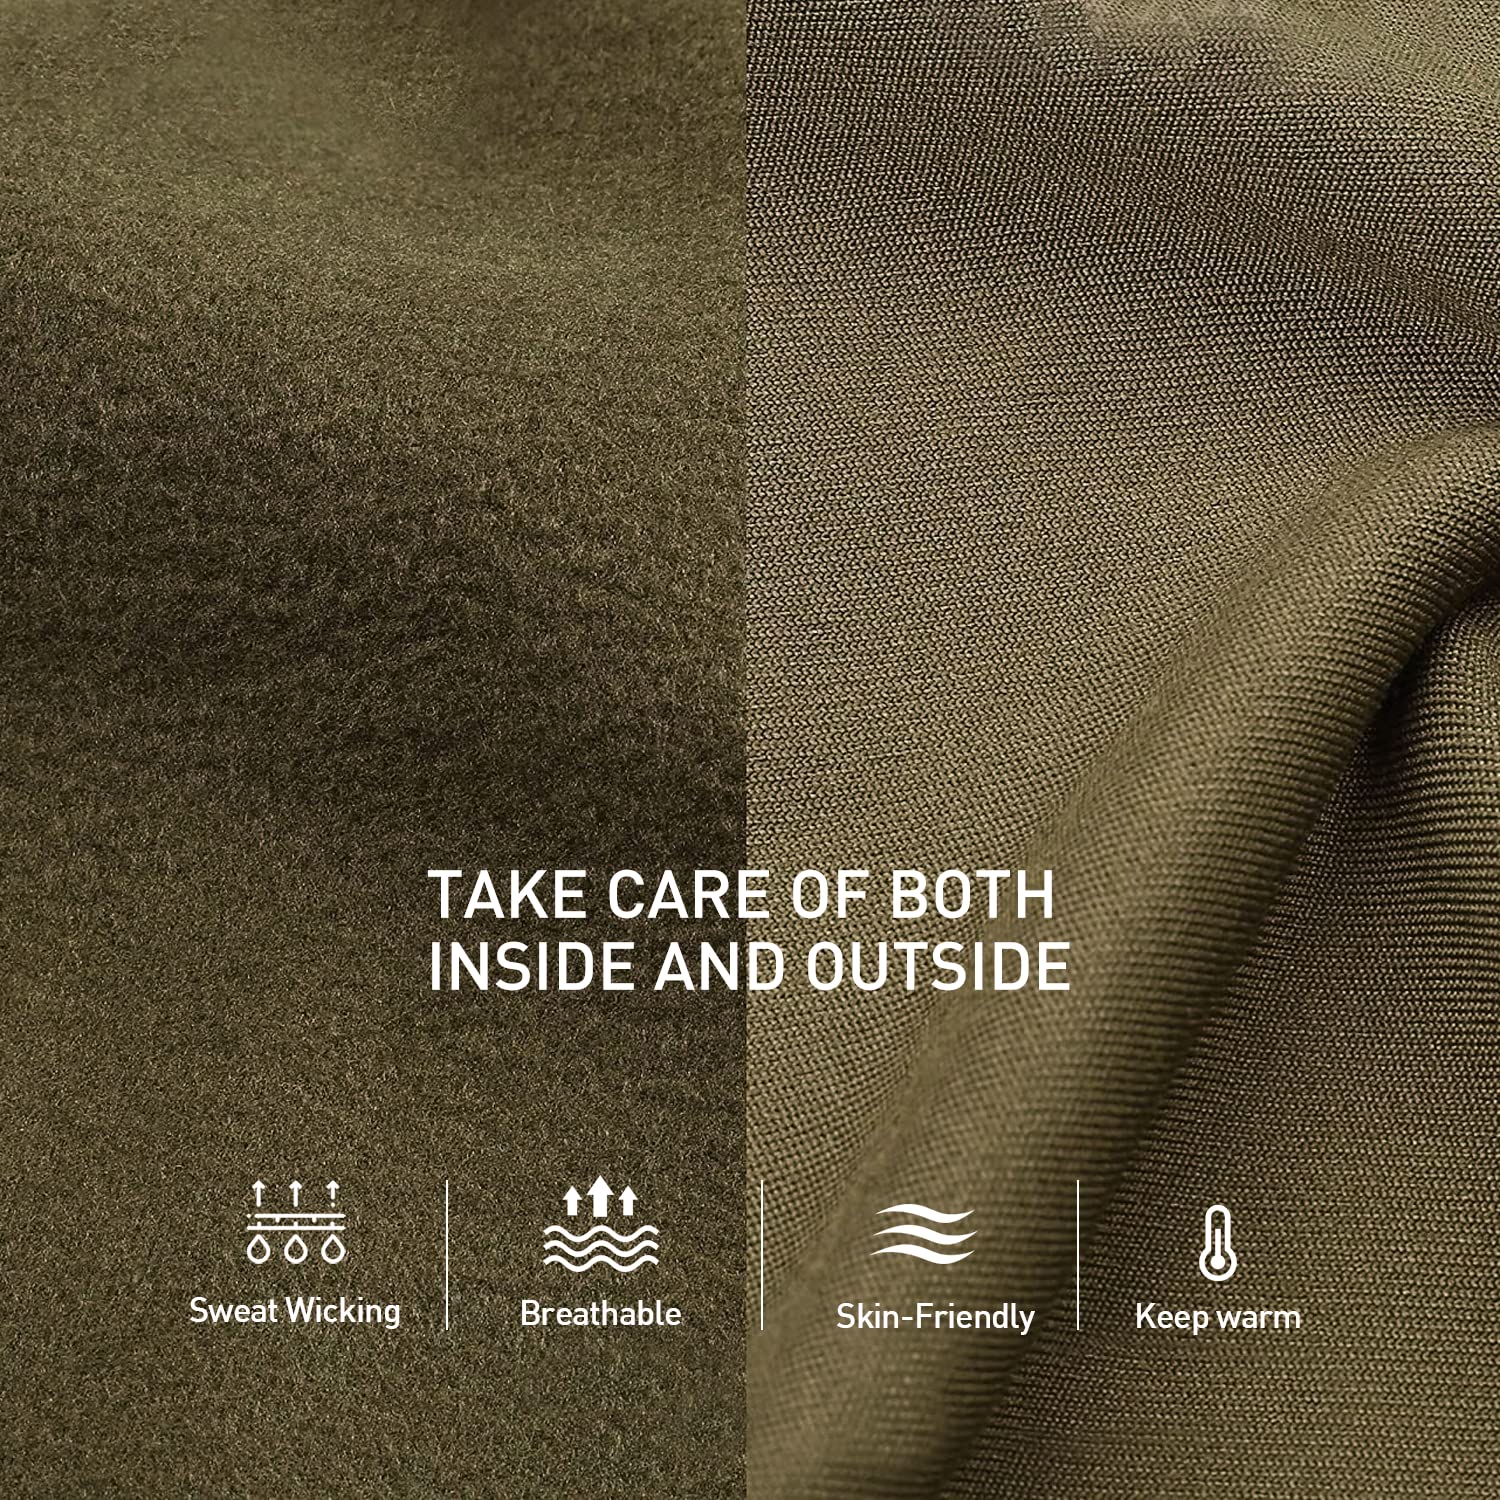 TAKE CARE OF BOTH
INSIDE AND OUTSIDE
Sweat Wicking
Breathable
Skin-Friendly
Keep warm